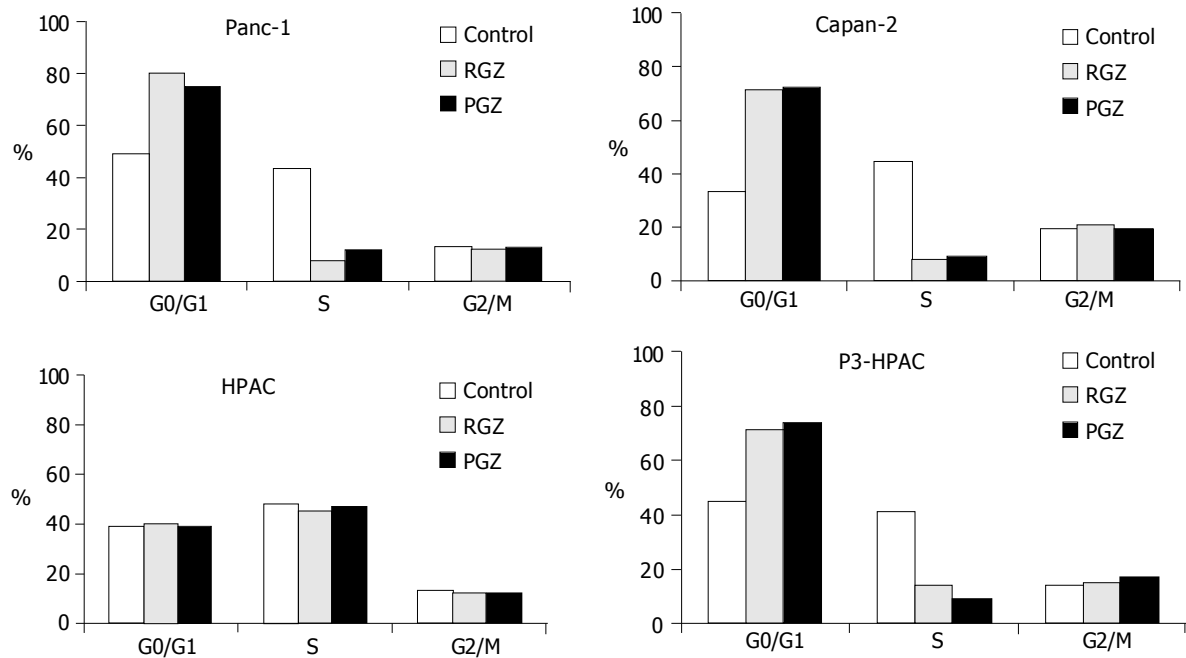 Panc-1
Control
RGZ
PGZ
100
80
60
40
20
0
%
G0/G1 S G2/M
Capan-2
Control
RGZ
PGZ
100
80
60
40
20
0
%
G0/G1 S G2/M
HPAC
Control
RGZ
PGZ
100
80
60
40
20
0
%
G0/G1 S G2/M
P3-HPAC
Control
RGZ
PGZ
100
80
60
40
20
0
%
G0/G1 S G2/M